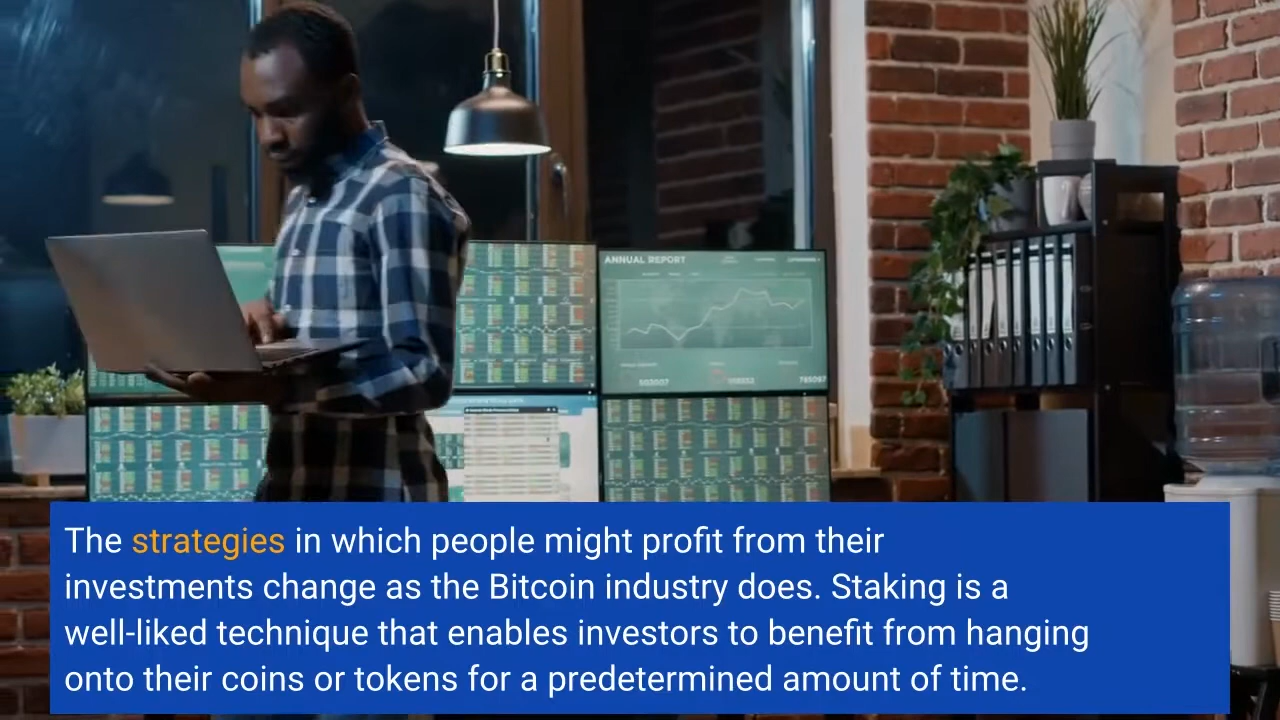 ANNUAL REPORT
The strategies in which people might profit from their
investments change as the Bitcoin industry does. Staking is a
well-liked technique that enables investors to benefit from hanging
onto their coins or tokens for a predetermined amount of time.